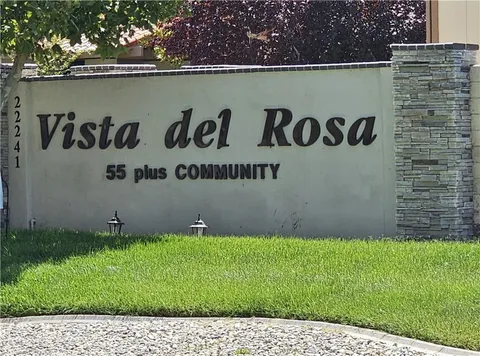 22241
Vista del Rosa
55 plus COMMUNITY